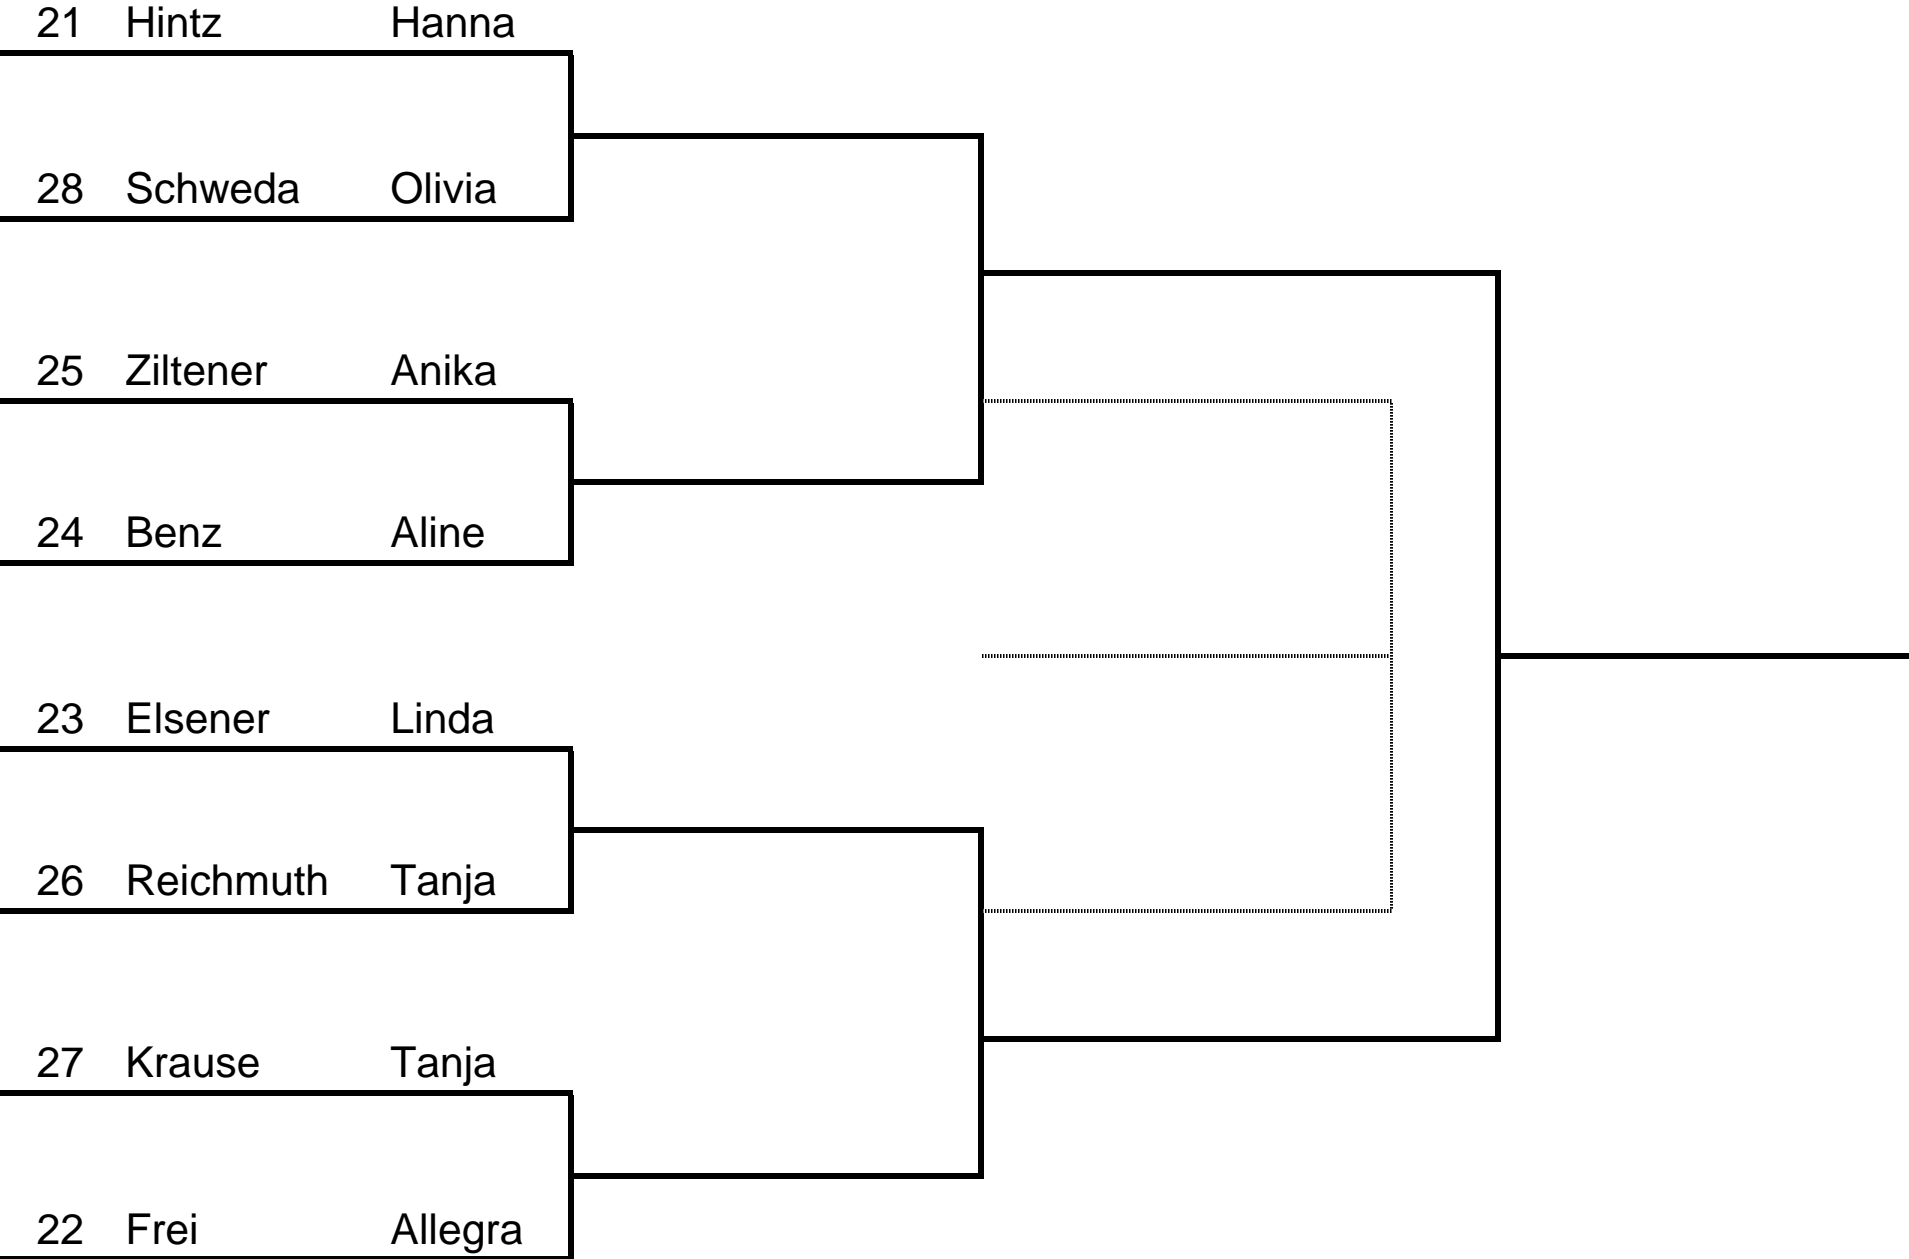 21 Hintz Hanna
28 Schweda Olivia
25 Ziltener Anika
24 Benz Aline
23 Elsener Linda
26 Reichmuth Tanja
27 Krause Tanja
22 Frei Allegra